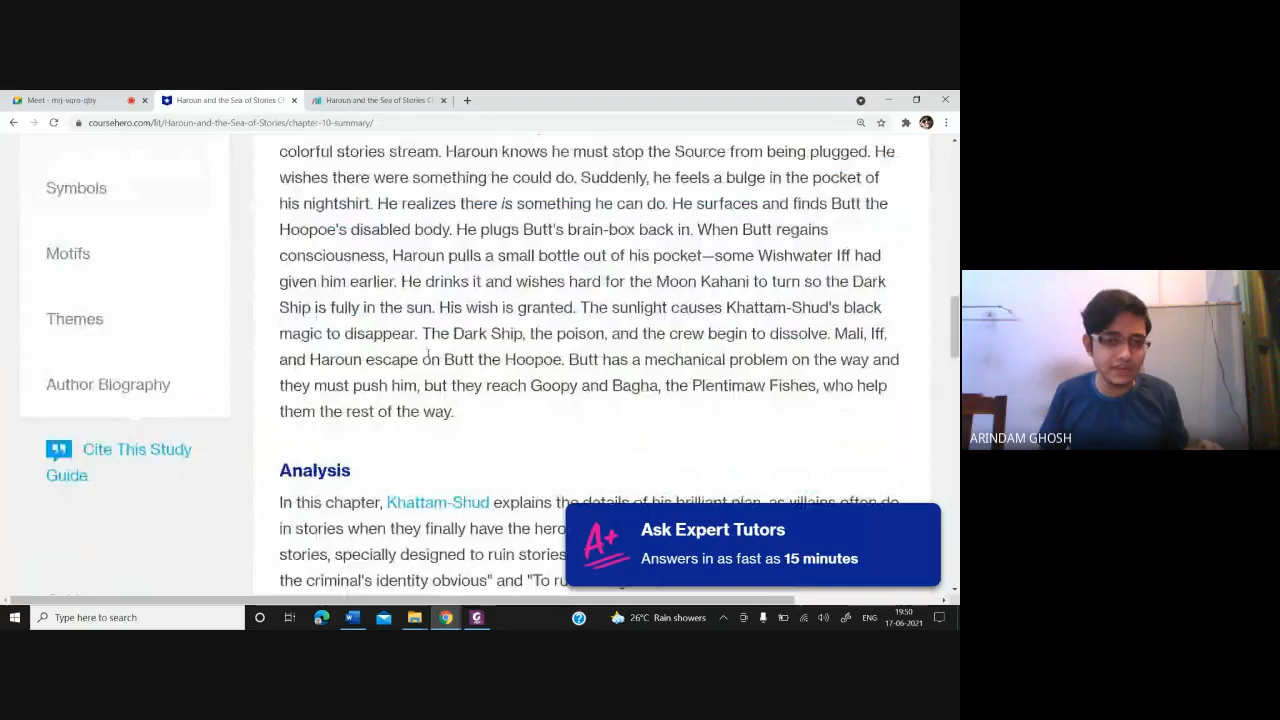 Meet - mrj-vqro-qby
Haroun and the Sea of Stories Ch
Haroun and the Sea of Stories C
coursehero.com/lit/Haroun-and-the-Sea-of-Stories/chapter-10-summary/
Symbols
Motifs
Themes
Author Biography
Cite This Study
Guide
colorful stories stream. Haroun knows he must stop the Source from being plugged. He
wishes there were something he could do. Suddenly, he feels a bulge in the pocket of
his nightshirt. He realizes there is something he can do. He surfaces and finds Butt the
Hoopoe's disabled body. He plugs Butt's brain-box back in. When Butt regains
consciousness, Haroun pulls a small bottle out of his pocket—some Wishwater Iff had
given him earlier. He drinks it and wishes hard for the Moon Kahani to turn so the Dark
Ship is fully in the sun. His wish is granted. The sunlight causes Khattam-Shud's black
magic to disappear. The Dark Ship, the poison, and the crew begin to dissolve. Mali, Iff,
and Haroun escape on Butt the Hoopoe. Butt has a mechanical problem on the way and
they must push him, but they reach Goopy and Bagha, the Plentimaw Fishes, who help
them the rest of the way.
Analysis
In this chapter, Khattam-Shud explains the details of his brilliant plan, as villains often do
in stories when they finally have the hero
stories, specially designed to ruin stories
the criminal's identity obvious" and "To ru
A+
Ask Expert Tutors
Answers in as fast as 15 minutes
ARINDAM GHOSH
Type here to search
26°C Rain showers
ENG
19:50
17-06-2021